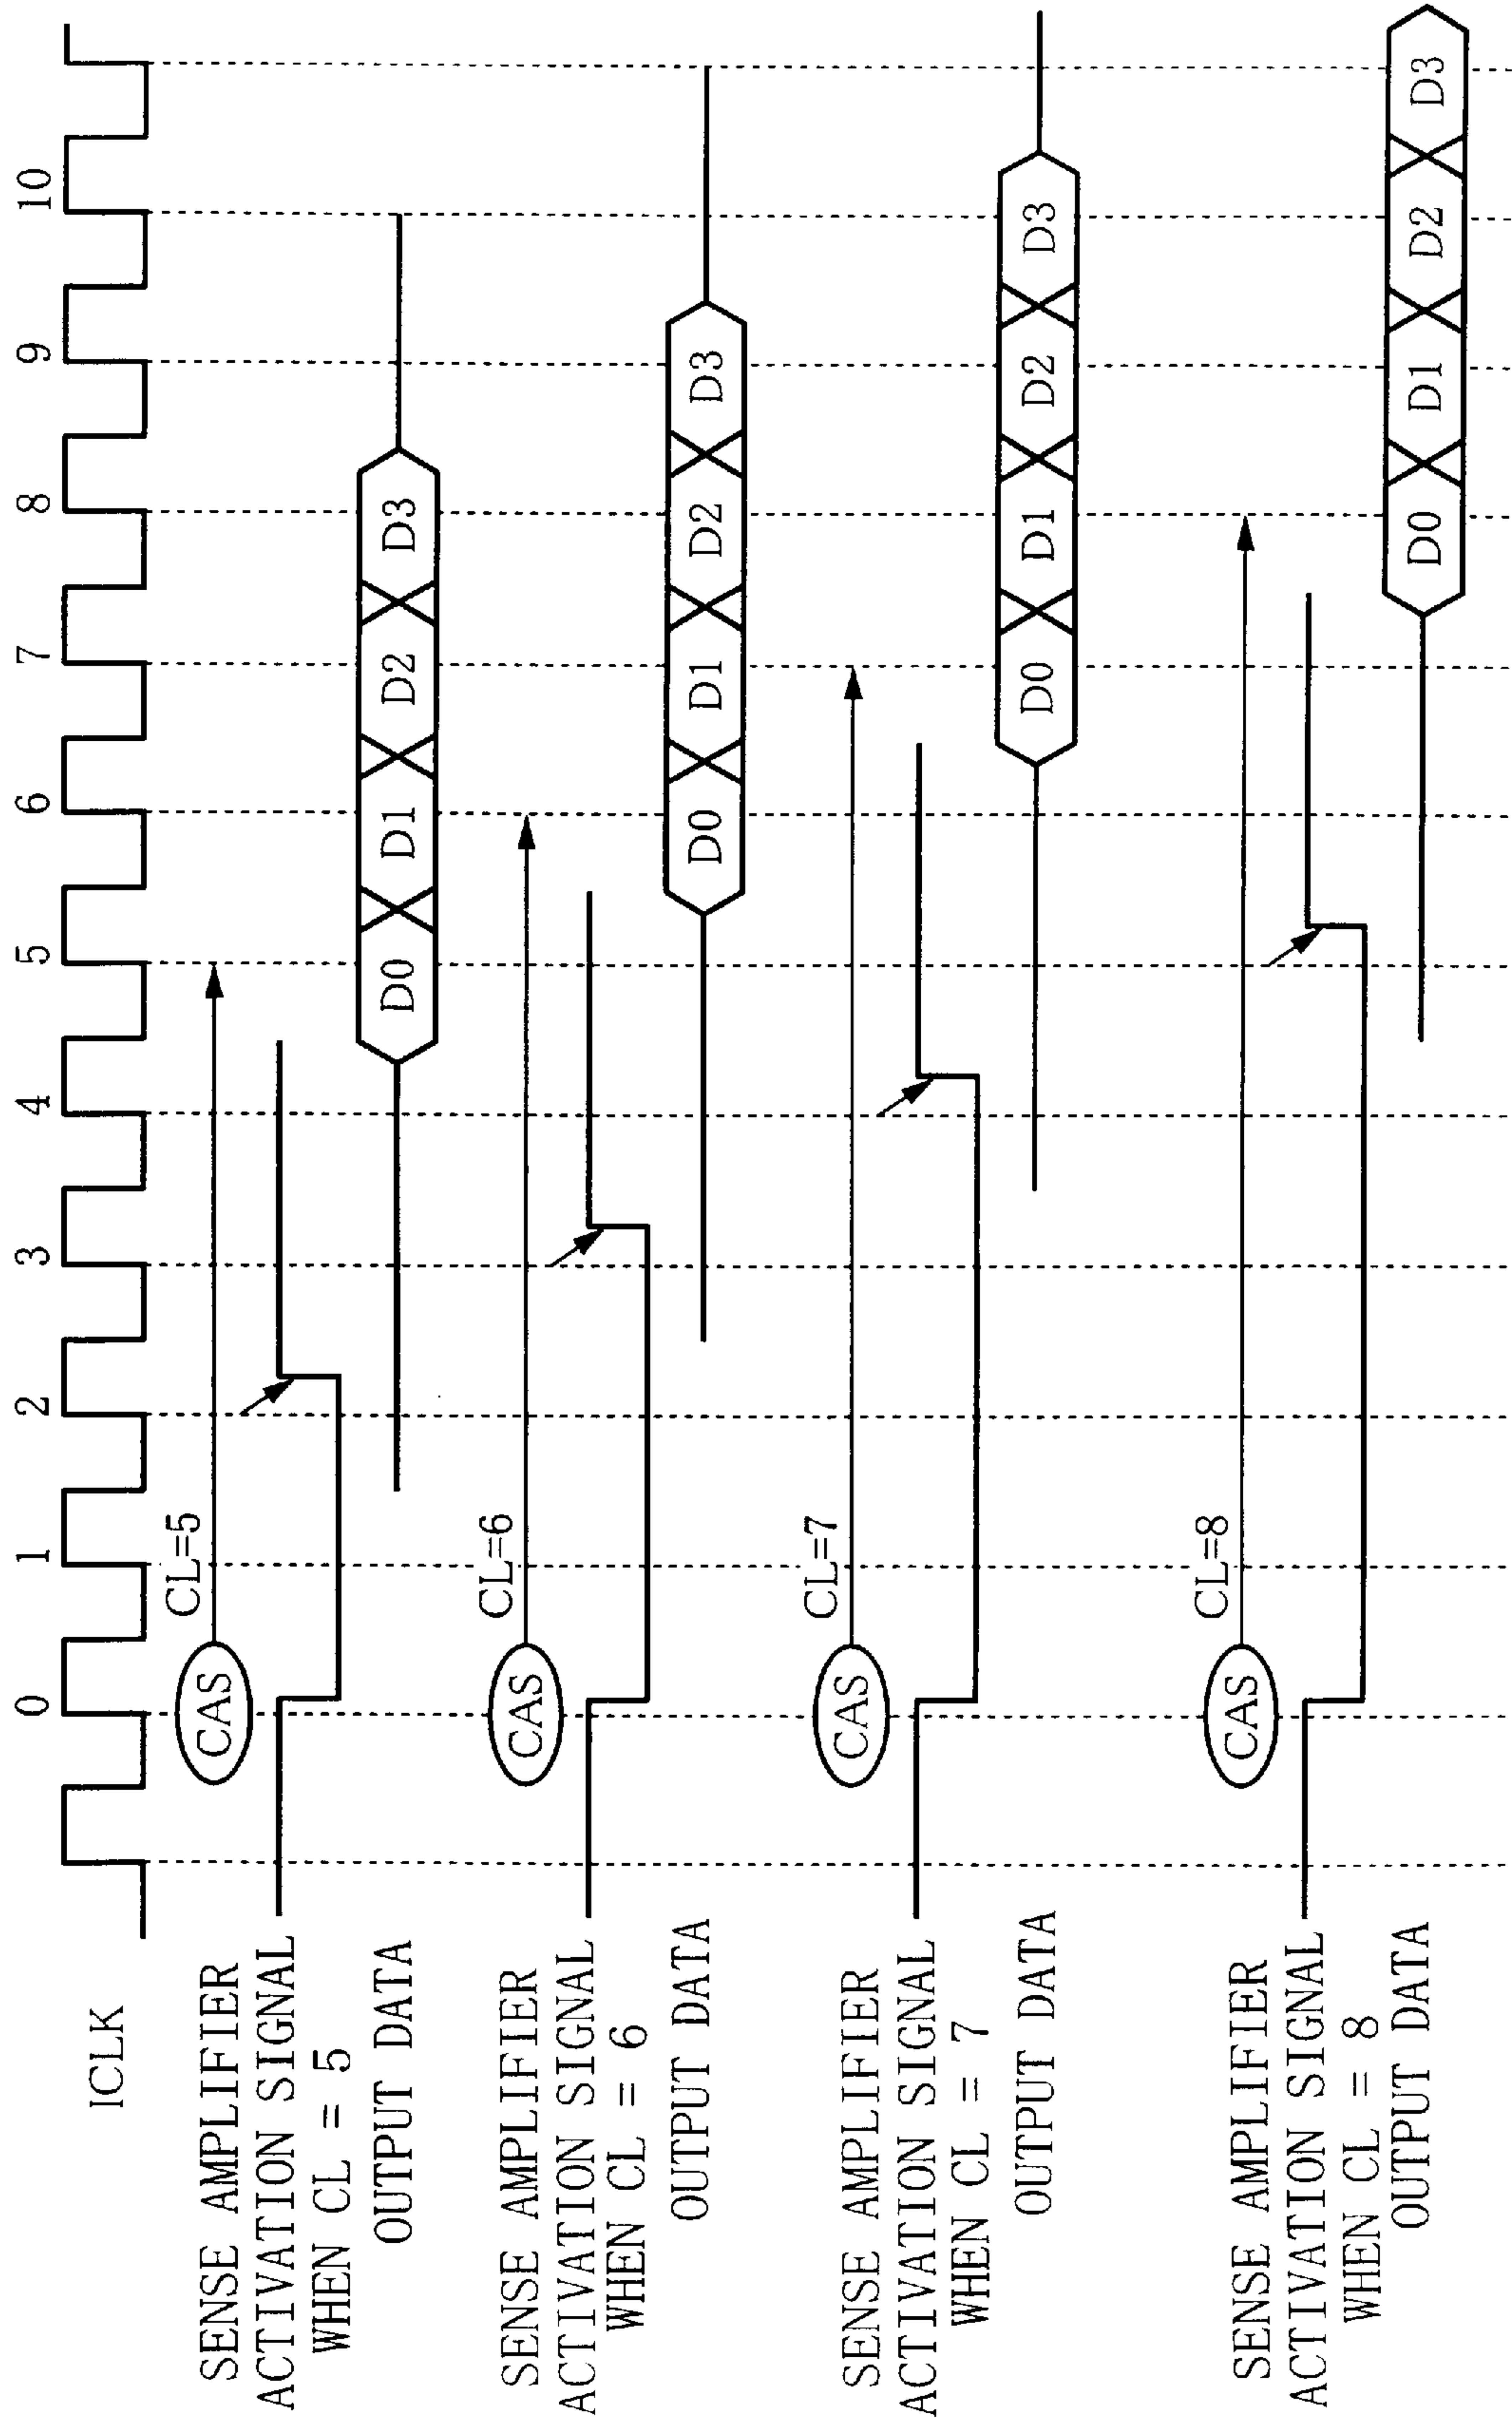 0 1 2 3 4 5 6 7 8 9 10
ICLK
CAS
CL=5
SENSE AMPLIFIER
ACTIVATION SIGNAL
WHEN CL = 5
OUTPUT DATA
D0 D1 D2 D3
CAS
CL=6
SENSE AMPLIFIER
ACTIVATION SIGNAL
WHEN CL = 6
OUTPUT DATA
D0 D1 D2 D3
CAS
CL=7
SENSE AMPLIFIER
ACTIVATION SIGNAL
WHEN CL = 7
OUTPUT DATA
D0 D1 D2 D3
CAS
CL=8
SENSE AMPLIFIER
ACTIVATION SIGNAL
WHEN CL = 8
OUTPUT DATA
D0 D1 D2 D3